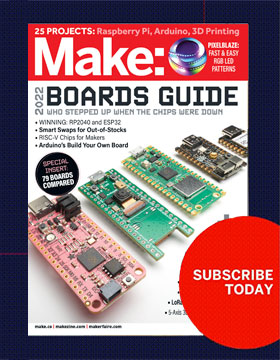 25 PROJECTS: Raspberry Pi, Arduino, 3D Printing
Make:
PIXELBLAZE:
FAST & EASY
RGB LED
PATTERNS
2022
BOARDS GUIDE
WHO STEPPED UP WHEN THE CHIPS WERE DOWN
• WINNING: RP2040 and ESP32
• Smart Swaps for Out-of-Stocks
• RISC-V Chips for Makers
• Arduino's Build Your Own Board
SPECIAL
INSERT:
79 BOARDS
COMPARED
SUBSCRIBE
TODAY
• LoRa
• 5-Axis
make.co | makezine.com | makerfaire.com